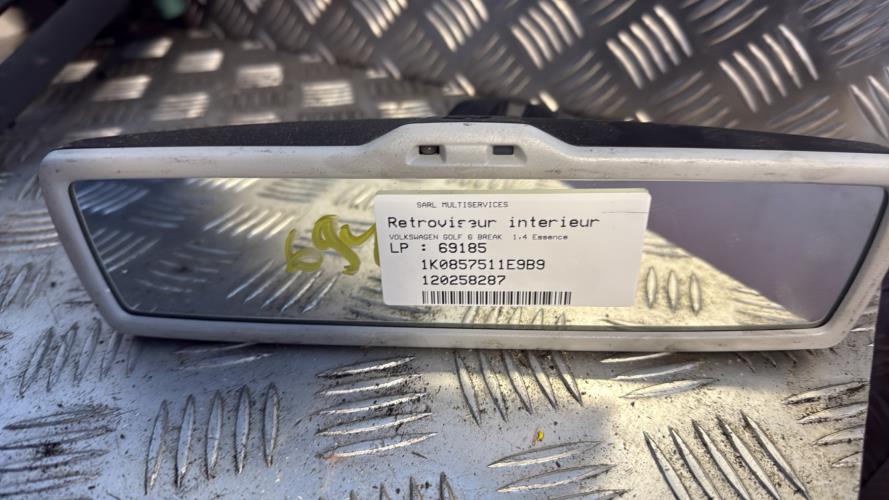 SARL MULTISERVICES
Retroviseur interieur
VOLKSWAGEN GOLF 6 BREAK 1.4 Essence
LP : 69185
1K0857511E9B9
120258287